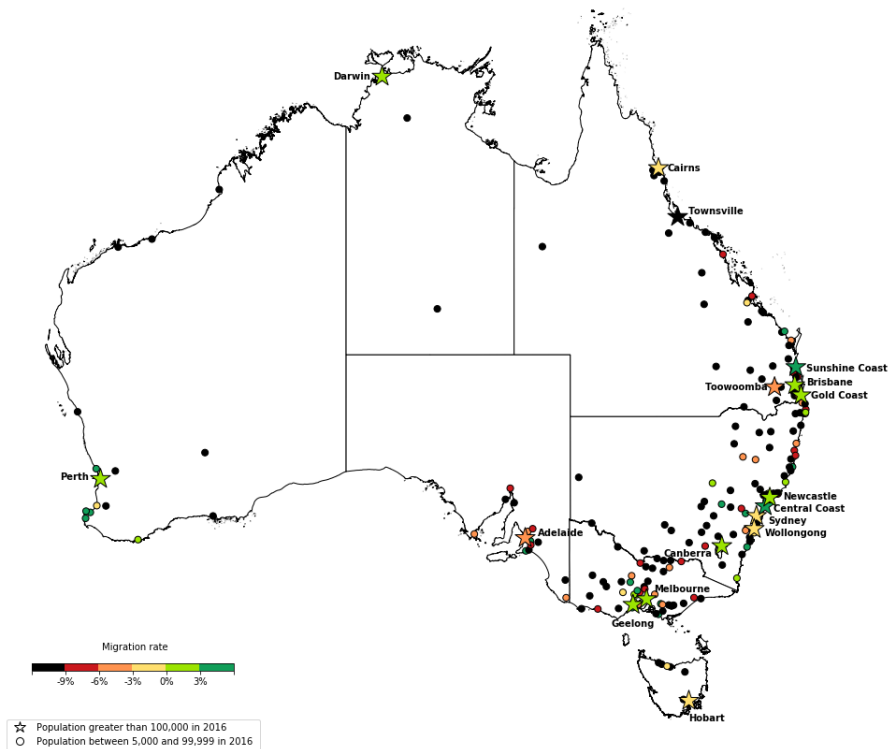 Darwin
Cairns
Townsville
Sunshine Coast
Brisbane
Toowoomba
Gold Coast
Perth
Newcastle
Central Coast
Sydney
Wollongong
Adelaide
Canberra
Melbourne
Geelong
Hobart
Migration rate
-9% -6% -3% 0% 3%
Population greater than 100,000 in 2016
Population between 5,000 and 99,999 in 2016